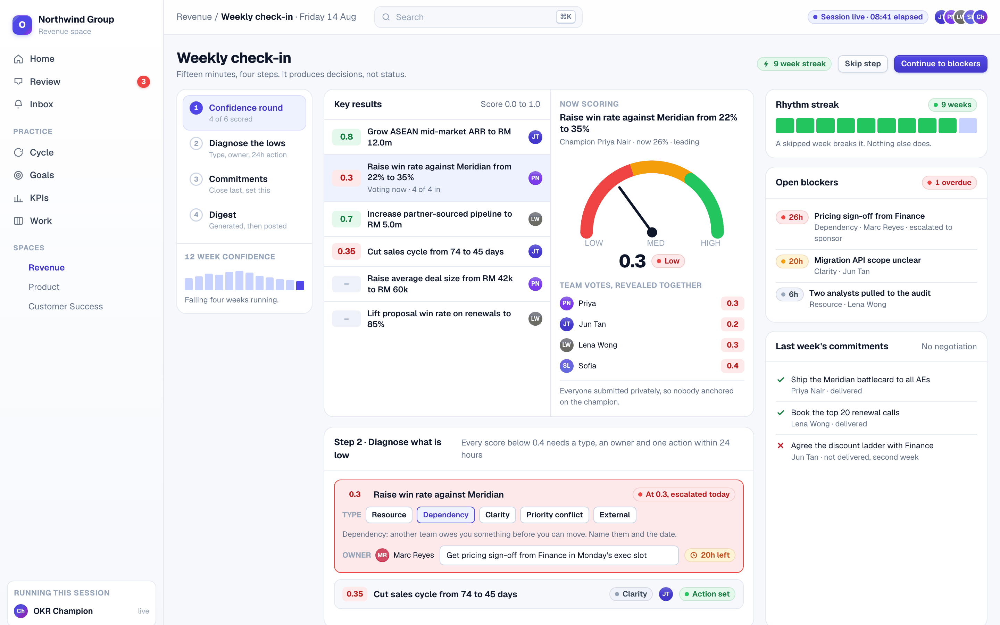 O
Northwind Group
Revenue space
Home
Review
3
Inbox
PRACTICE
Cycle
Goals
KPIs
Work
SPACES
Revenue
Product
Customer Success
RUNNING THIS SESSION
Ch
OKR Champion
live
Revenue / Weekly check-in · Friday 14 Aug
Search
⌘K
Session live · 08:41 elapsed
Ch
Weekly check-in
Fifteen minutes, four steps. It produces decisions, not status.
9 week streak
Skip step
Continue to blockers
1
Confidence round
4 of 6 scored
2
Diagnose the lows
Type, owner, 24h action
3
Commitments
Close last, set this
4
Digest
Generated, then posted
12 WEEK CONFIDENCE
Falling four weeks running.
Key results
Score 0.0 to 1.0
0.8
Grow ASEAN mid-market ARR to RM
12.0m
JT
0.3
Raise win rate against Meridian from
22% to 35%
Voting now · 4 of 4 in
PN
0.7
Increase partner-sourced pipeline to
RM 5.0m
LW
0.35
Cut sales cycle from 74 to 45 days
JT
–
Raise average deal size from RM 42k
to RM 60k
PN
–
Lift proposal win rate on renewals to
85%
LW
NOW SCORING
Raise win rate against Meridian from 22%
to 35%
Champion Priya Nair · now 26% · leading
LOW
MED
HIGH
0.3
Low
TEAM VOTES, REVEALED TOGETHER
PN
Priya
0.3
JT
Jun Tan
0.2
LW
Lena Wong
0.3
SL
Sofia
0.4
Everyone submitted privately, so nobody anchored
on the champion.
Step 2 · Diagnose what is
low
Every score below 0.4 needs a type, an owner and one action within 24
hours
0.3
Raise win rate against Meridian
At 0.3, escalated today
TYPE
Resource
Dependency
Clarity
Priority conflict
External
Dependency: another team owes you something before you can move. Name them and the date.
OWNER
MR
Marc Reyes
Get pricing sign-off from Finance in Monday's exec slot
20h left
0.35
Cut sales cycle from 74 to 45 days
Clarity
JT
Action set
Rhythm streak
9 weeks
A skipped week breaks it. Nothing else does.
Open blockers
1 overdue
26h
Pricing sign-off from Finance
Dependency · Marc Reyes · escalated to
sponsor
20h
Migration API scope unclear
Clarity · Jun Tan
6h
Two analysts pulled to the audit
Resource · Lena Wong
Last week's commitments
No negotiation
Ship the Meridian battlecard to all AEs
Priya Nair · delivered
Book the top 20 renewal calls
Lena Wong · delivered
Agree the discount ladder with Finance
Jun Tan · not delivered, second week